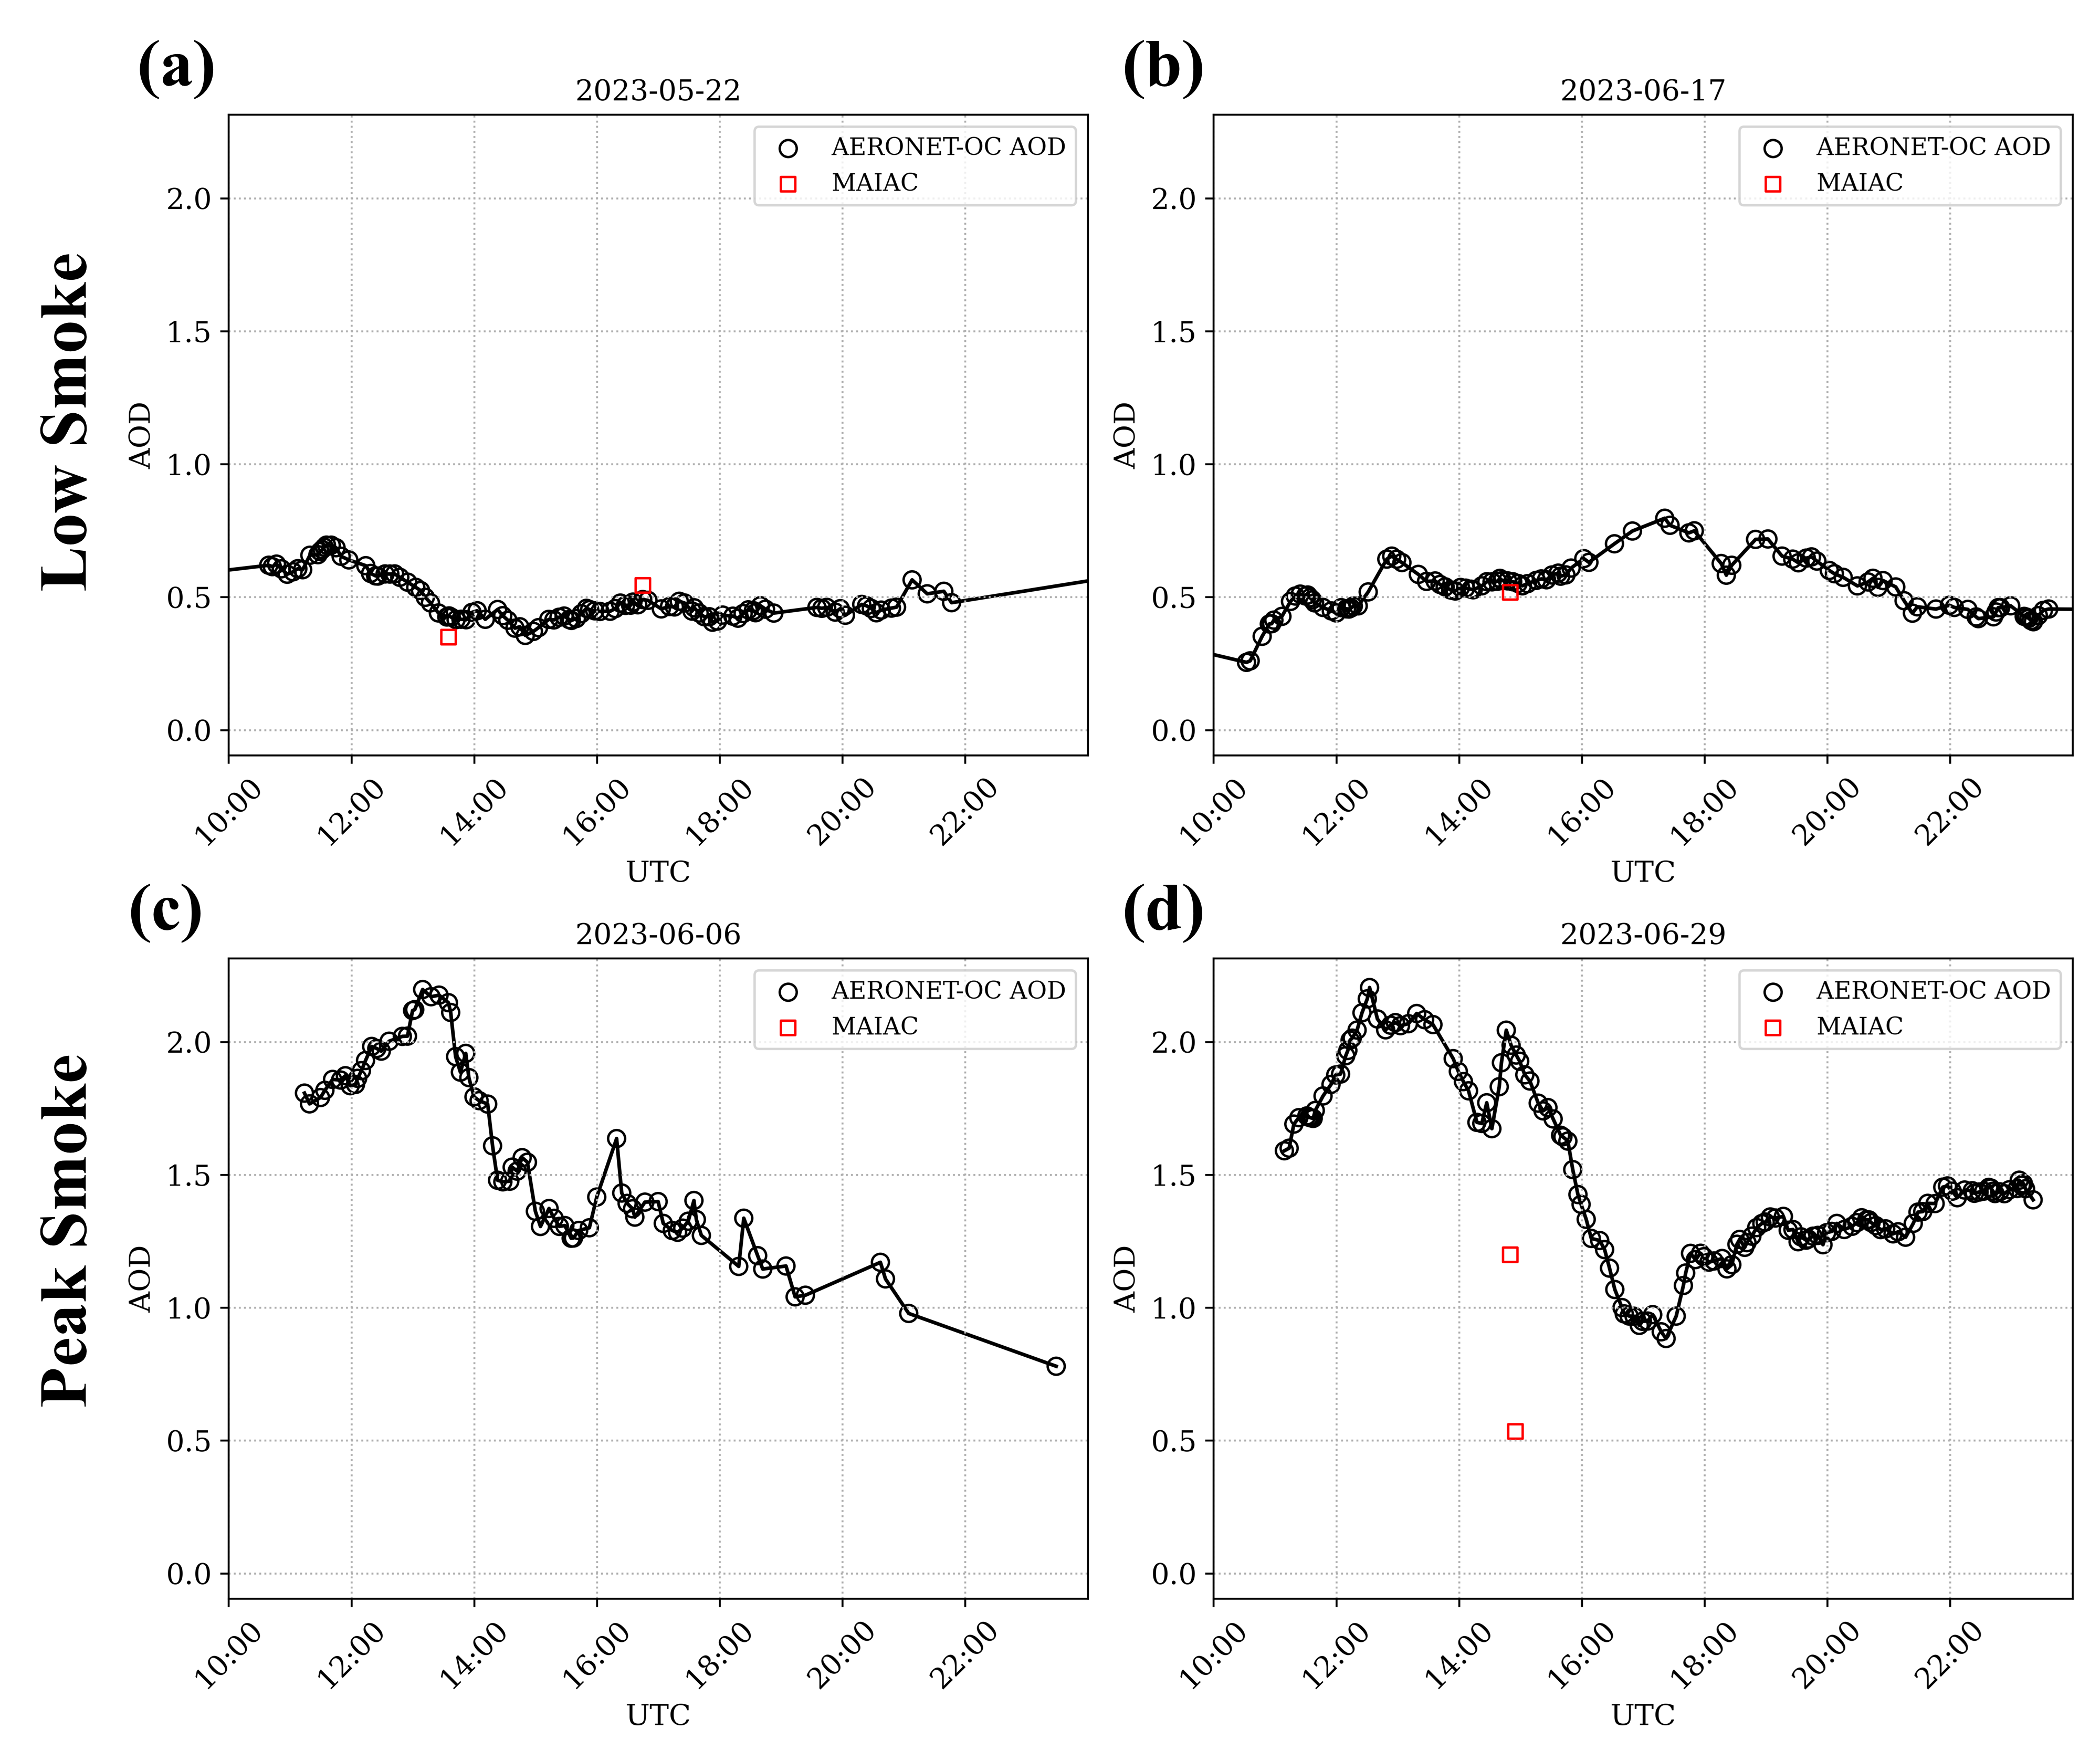 (a)
2023-05-22
AERONET-OC AOD
MAIAC
Low Smoke
AOD
2.0
1.5
1.0
0.5
0.0
10:00
12:00
14:00
16:00
18:00
20:00
22:00
UTC
(b)
2023-06-17
AERONET-OC AOD
MAIAC
AOD
2.0
1.5
1.0
0.5
0.0
10:00
12:00
14:00
16:00
18:00
20:00
22:00
UTC
(c)
2023-06-06
AERONET-OC AOD
MAIAC
Peak Smoke
AOD
2.0
1.5
1.0
0.5
0.0
10:00
12:00
14:00
16:00
18:00
20:00
22:00
UTC
(d)
2023-06-29
AERONET-OC AOD
MAIAC
AOD
2.0
1.5
1.0
0.5
0.0
10:00
12:00
14:00
16:00
18:00
20:00
22:00
UTC